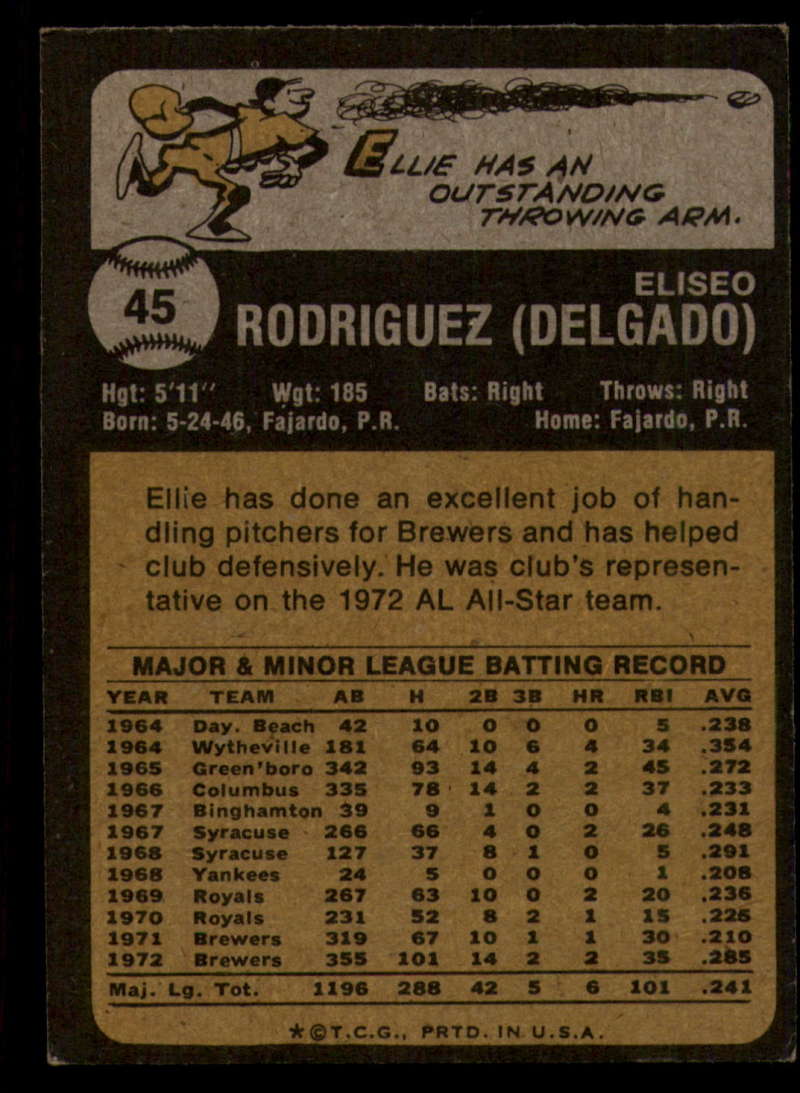 ELLIE HAS AN
OUTSTANDING
THROWING ARM.
45
ELISEO
RODRIGUEZ (DELGADO)
Hgt: 5'11" Wgt: 185 Bats: Right Throws: Right
Born: 5-24-46, Fajardo, P.R. Home: Fajardo, P.R.
Ellie has done an excellent job of han-
dling pitchers for Brewers and has helped
club defensively. He was club's represen-
tative on the 1972 AL All-Star team.
MAJOR & MINOR LEAGUE BATTING RECORD
YEAR TEAM AB H 2B 3B HR RBI AVG
1964 Day. Beach 42 10 0 0 0 5 .238
1964 Wytheville 181 64 10 6 4 34 .354
1965 Green'boro 342 93 14 4 2 45 .272
1966 Columbus 335 78 14 2 2 37 .233
1967 Binghamton 39 9 1 0 0 4 .231
1967 Syracuse 266 66 4 0 2 26 .248
1968 Syracuse 127 37 8 1 0 5 .291
1968 Yankees 24 5 0 0 0 1 .208
1969 Royals 267 63 10 0 2 20 .236
1970 Royals 231 52 8 2 1 15 .225
1971 Brewers 319 67 10 1 1 30 .210
1972 Brewers 355 101 14 2 2 35 .285
Maj. Lg. Tot. 1196 288 42 5 6 101 .241
★©T.C.G., PRTD. IN U.S.A.